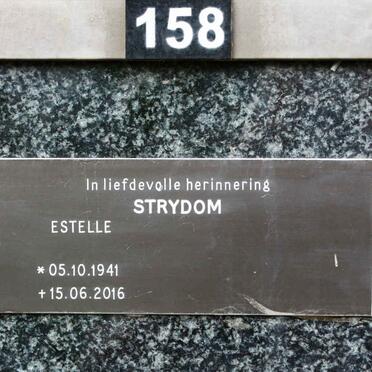 158
In liefdevolle herinnering
STRYDOM
ESTELLE
* 05.10.1941
+ 15.06.2016